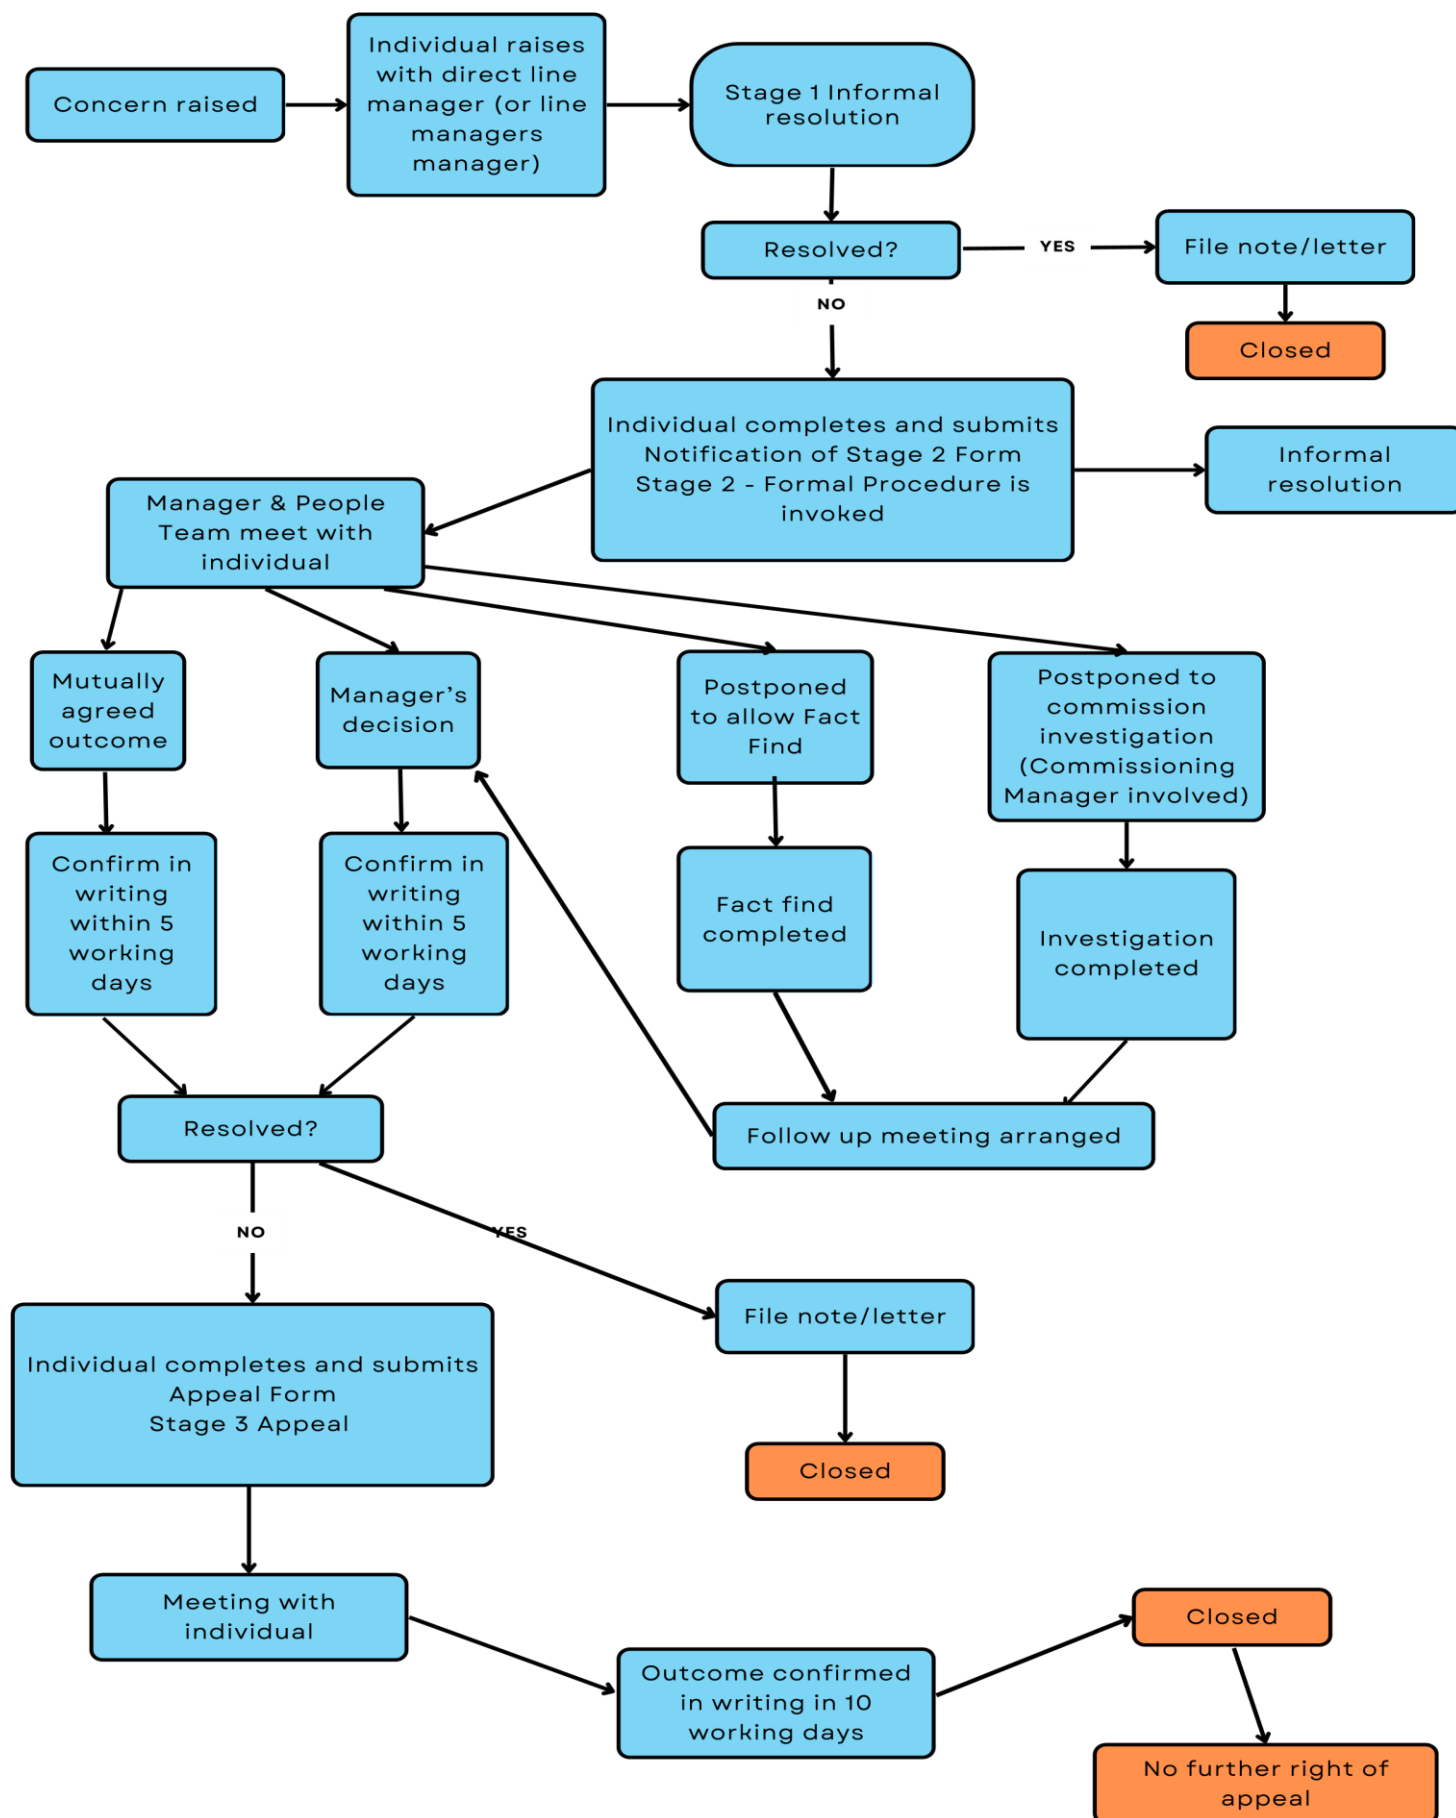 Concern raised
Individual raises
with direct line
manager (or line
managers
manager)
Stage 1 Informal
resolution
Resolved?
YES
File note/letter
NO
Closed
Individual completes and submits
Notification of Stage 2 Form
Stage 2 - Formal Procedure is
invoked
Informal
resolution
Manager & People
Team meet with
individual
Mutually
agreed
outcome
Manager's
decision
Postponed
to allow Fact
Find
Postponed to
commission
investigation
(Commissioning
Manager involved)
Confirm in
writing
within 5
working
days
Confirm in
writing
within 5
working
days
Fact find
completed
Investigation
completed
Resolved?
Follow up meeting arranged
NO
YES
File note/letter
Individual completes and submits
Appeal Form
Stage 3 Appeal
Closed
Meeting with
individual
Closed
Outcome confirmed
in writing in 10
working days
No further right of
appeal